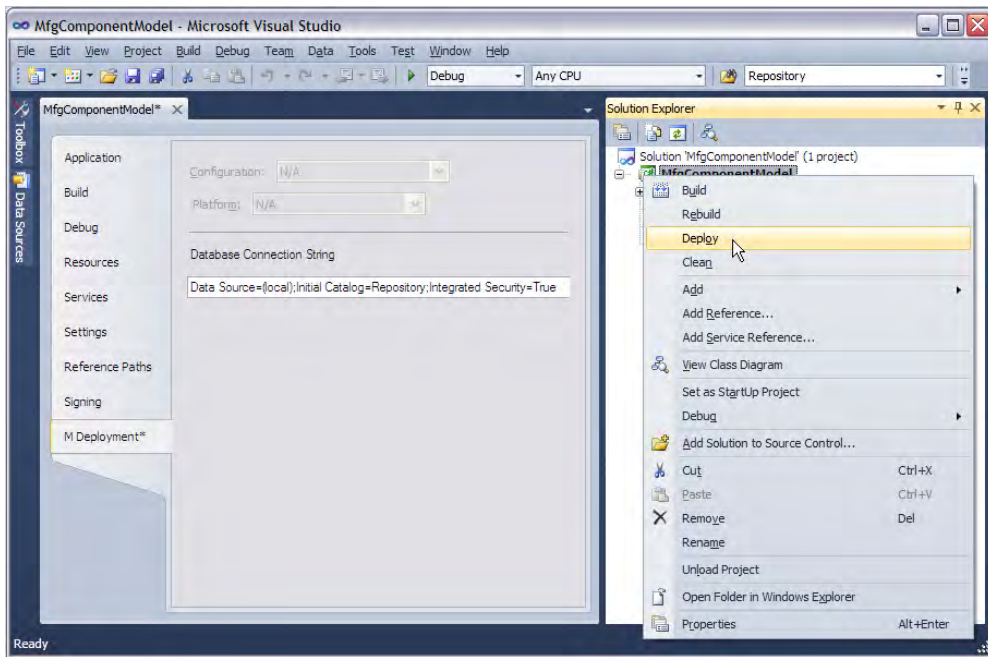 MfgComponentModel - Microsoft Visual Studio
File Edit View Project Build Debug Team Data Tools Test Window Help
Debug Any CPU Repository
Toolbox
Data Sources
MfgComponentModel*
Application
Build
Debug
Resources
Services
Settings
Reference Paths
Signing
M Deployment*
Configuration: N/A
Platform: N/A
Database Connection String
Data Source=(local);Initial Catalog=Repository;Integrated Security=True
Solution Explorer
Solution 'MfgComponentModel' (1 project)
MfgComponentModel
Build
Rebuild
Deploy
Clean
Add
Add Reference...
Add Service Reference...
View Class Diagram
Set as StartUp Project
Debug
Add Solution to Source Control...
Cut Ctrl+X
Paste Ctrl+V
Remove Del
Rename
Unload Project
Open Folder in Windows Explorer
Properties Alt+Enter
Ready